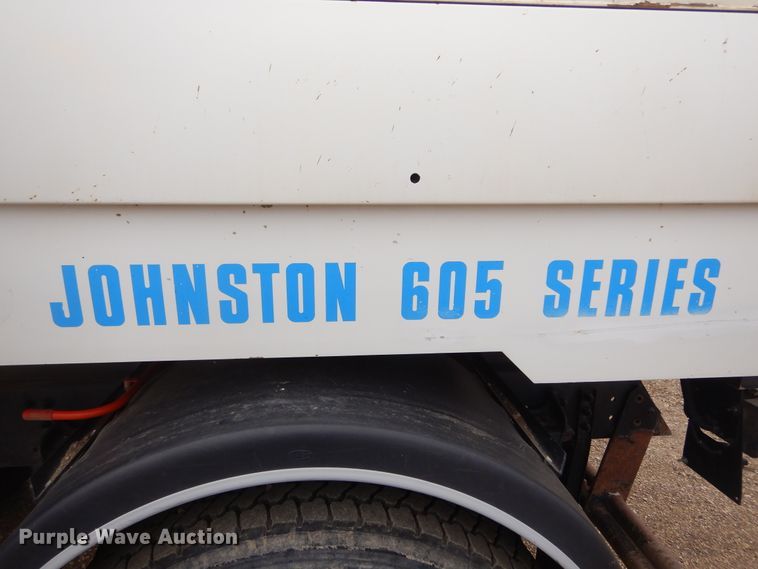 JOHNSTON 605 SERIES
Purple Wave Auction